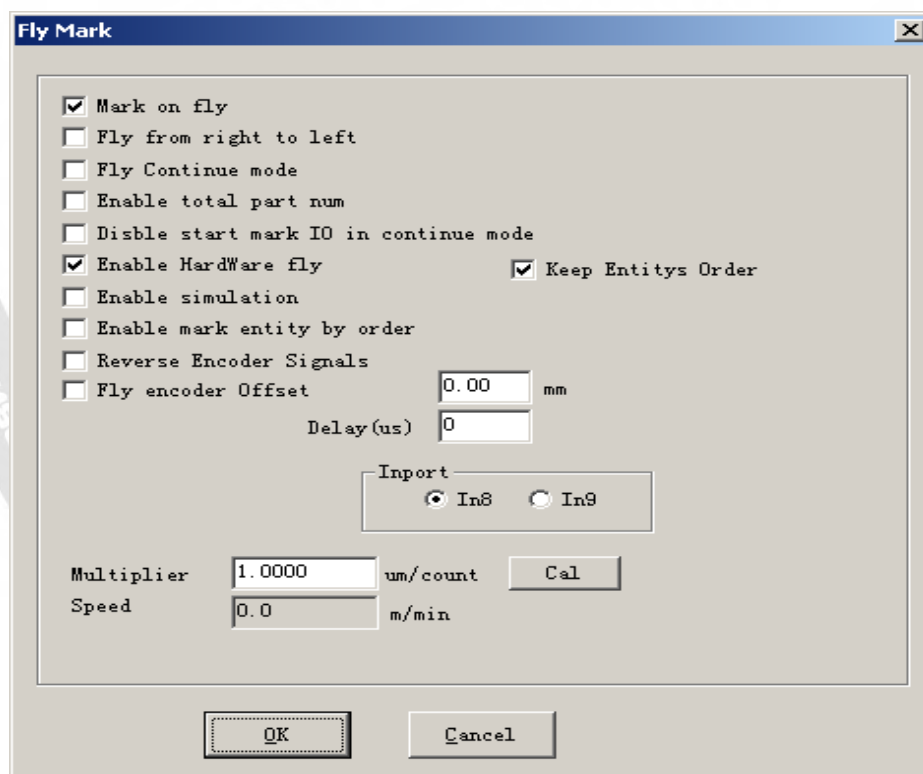 Fly Mark
Mark on fly
Fly from right to left
Fly Continue mode
Enable total part num
Disble start mark IO in continue mode
Enable HardWare fly
Keep Entitys Order
Enable simulation
Enable mark entity by order
Reverse Encoder Signals
Fly encoder Offset 0.00 mm
Delay(us) 0
Inport
In8 In9
Multiplier 1.0000 um/count Cal
Speed 0.0 m/min
OK Cancel